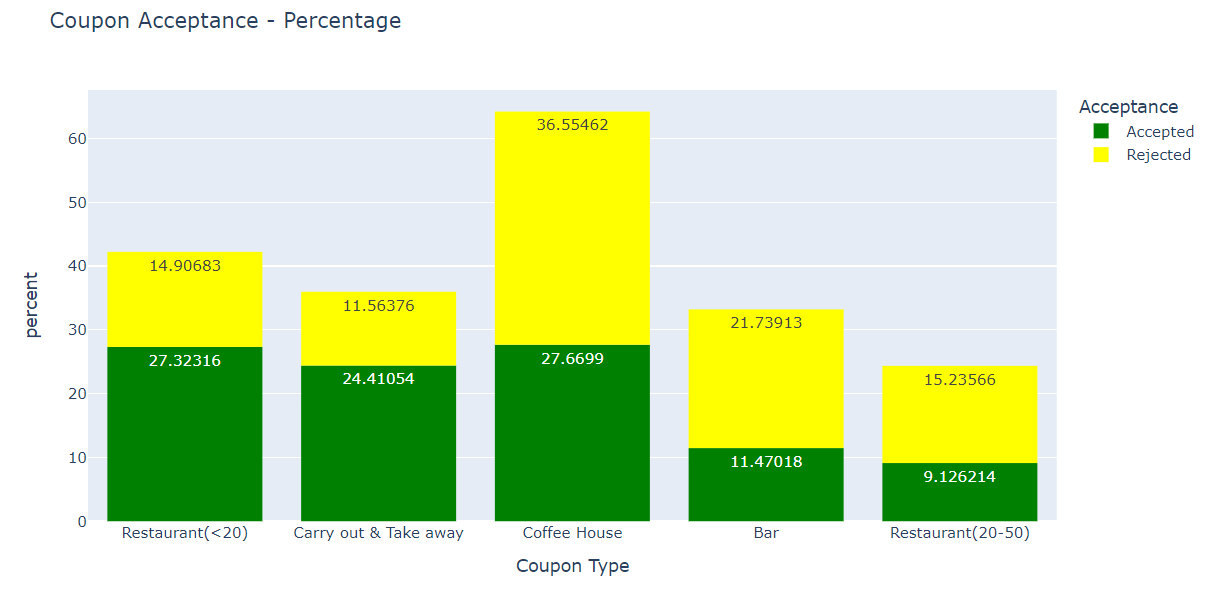 Coupon Acceptance - Percentage
Acceptance
Accepted
Rejected
percent
60
50
40
30
20
10
0
14.90683
11.56376
36.55462
21.73913
15.23566
27.32316
24.41054
27.6699
11.47018
9.126214
Restaurant(<20)
Carry out & Take away
Coffee House
Bar
Restaurant(20-50)
Coupon Type